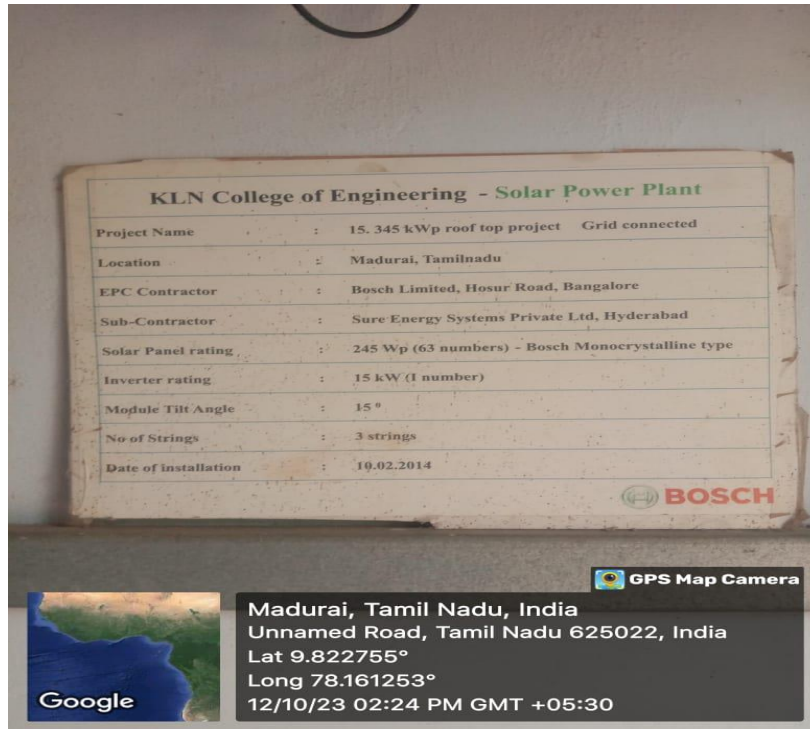 KLN College of Engineering - Solar Power Plant
Project Name : 15. 345 kWp roof top project Grid connected
Location : Madurai, Tamilnadu
EPC Contractor : Bosch Limited, Hosur Road, Bangalore
Sub-Contractor : Sure Energy Systems Private Ltd, Hyderabad
Solar Panel rating : 245 Wp (63 numbers) - Bosch Monocrystalline type
Inverter rating : 15 kW (1 number)
Module Tilt Angle : 15 °
No of Strings : 3 strings
Date of installation : 10.02.2014
BOSCH
GPS Map Camera
Madurai, Tamil Nadu, India
Unnamed Road, Tamil Nadu 625022, India
Lat 9.822755°
Long 78.161253°
12/10/23 02:24 PM GMT +05:30
Google